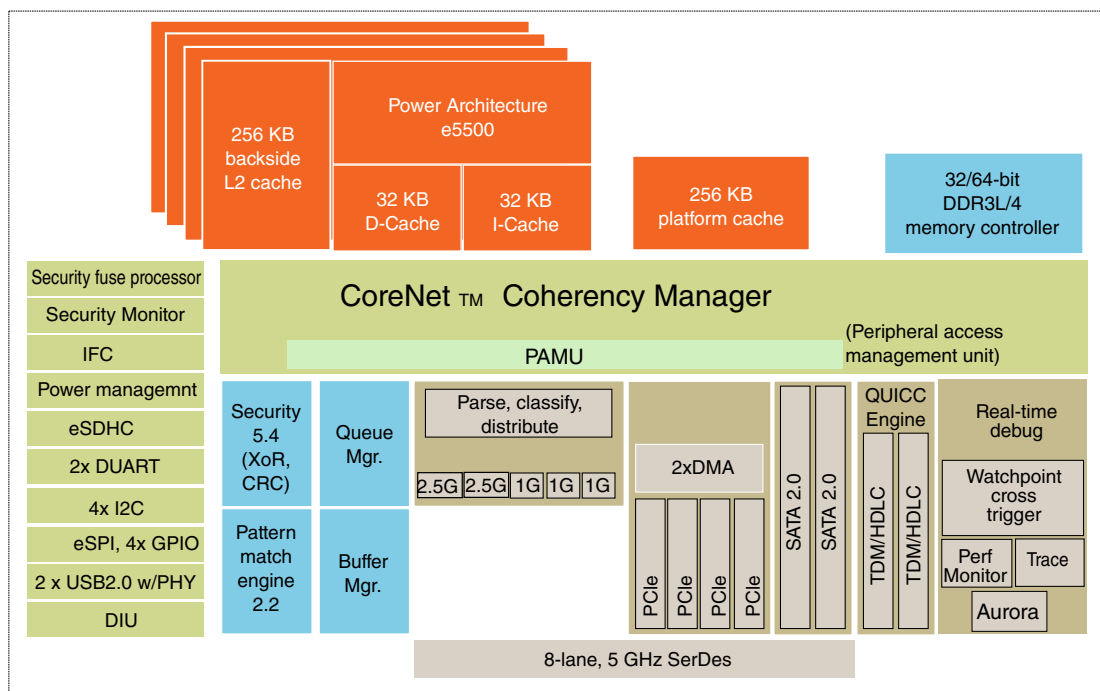 256 KB
backside
L2 cache
Power Architecture
e5500
32 KB
D-Cache
32 KB
I-Cache
256 KB
platform cache
32/64-bit
DDR3L/4
memory controller
Security fuse processor
Security Monitor
IFC
Power managemnt
eSDHC
2x DUART
4x I2C
eSPI, 4x GPIO
2 x USB2.0 w/PHY
DIU
CoreNet TM Coherency Manager
PAMU
(Peripheral access
management unit)
Security
5.4
(XoR,
CRC)
Queue
Mgr.
Pattern
match
engine
2.2
Buffer
Mgr.
Parse, classify,
distribute
2.5G
2.5G
1G
1G
1G
2xDMA
PCIe
PCIe
PCIe
PCIe
SATA 2.0
SATA 2.0
QUICC
Engine
TDM/HDLC
TDM/HDLC
Real-time
debug
Watchpoint
cross
trigger
Perf
Monitor
Trace
Aurora
8-lane, 5 GHz SerDes